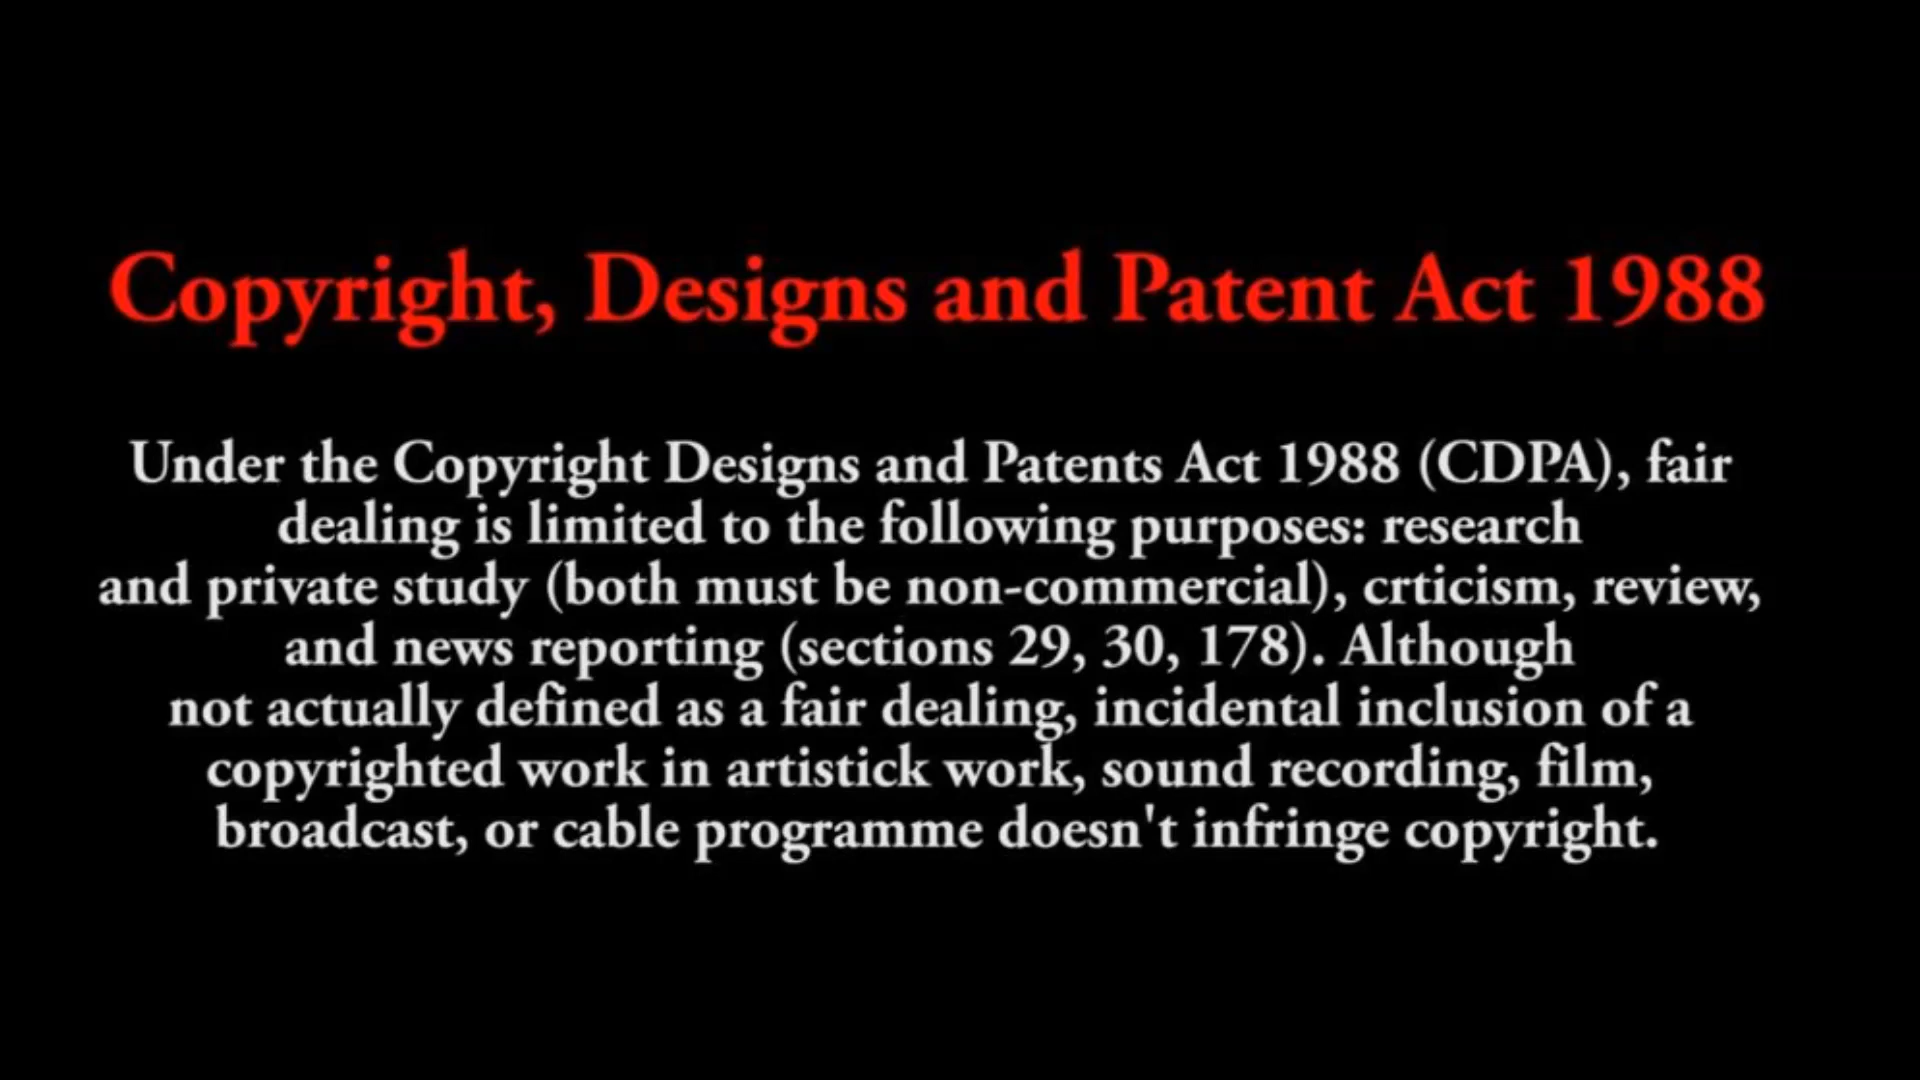 Copyright, Designs and Patent Act 1988
Under the Copyright Designs and Patents Act 1988 (CDPA), fair
dealing is limited to the following purposes: research
and private study (both must be non-commercial), crticism, review,
and news reporting (sections 29, 30, 178). Although
not actually defined as a fair dealing, incidental inclusion of a
copyrighted work in artistick work, sound recording, film,
broadcast, or cable programme doesn't infringe copyright.